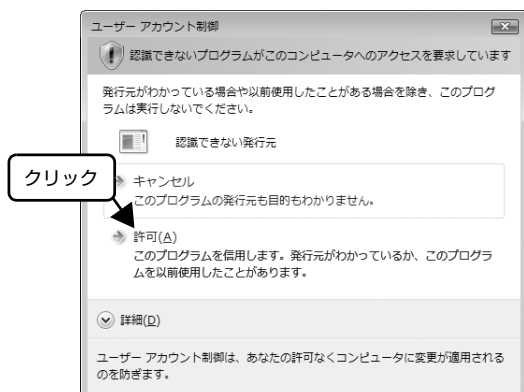 ユーザー アカウント制御
認識できないプログラムがこのコンピュータへのアクセスを要求しています
発行元がわかっている場合や以前使用したことがある場合を除き、このプログ
ラムは実行しないでください。
認識できない発行元
クリック
キャンセル
このプログラムの発行元も目的もわかりません。
許可(A)
このプログラムを信用します。発行元がわかっているか、このプログラ
ムを以前使用したことがあります。
詳細(D)
ユーザー アカウント制御は、あなたの許可なくコンピュータに変更が適用される
のを防ぎます。